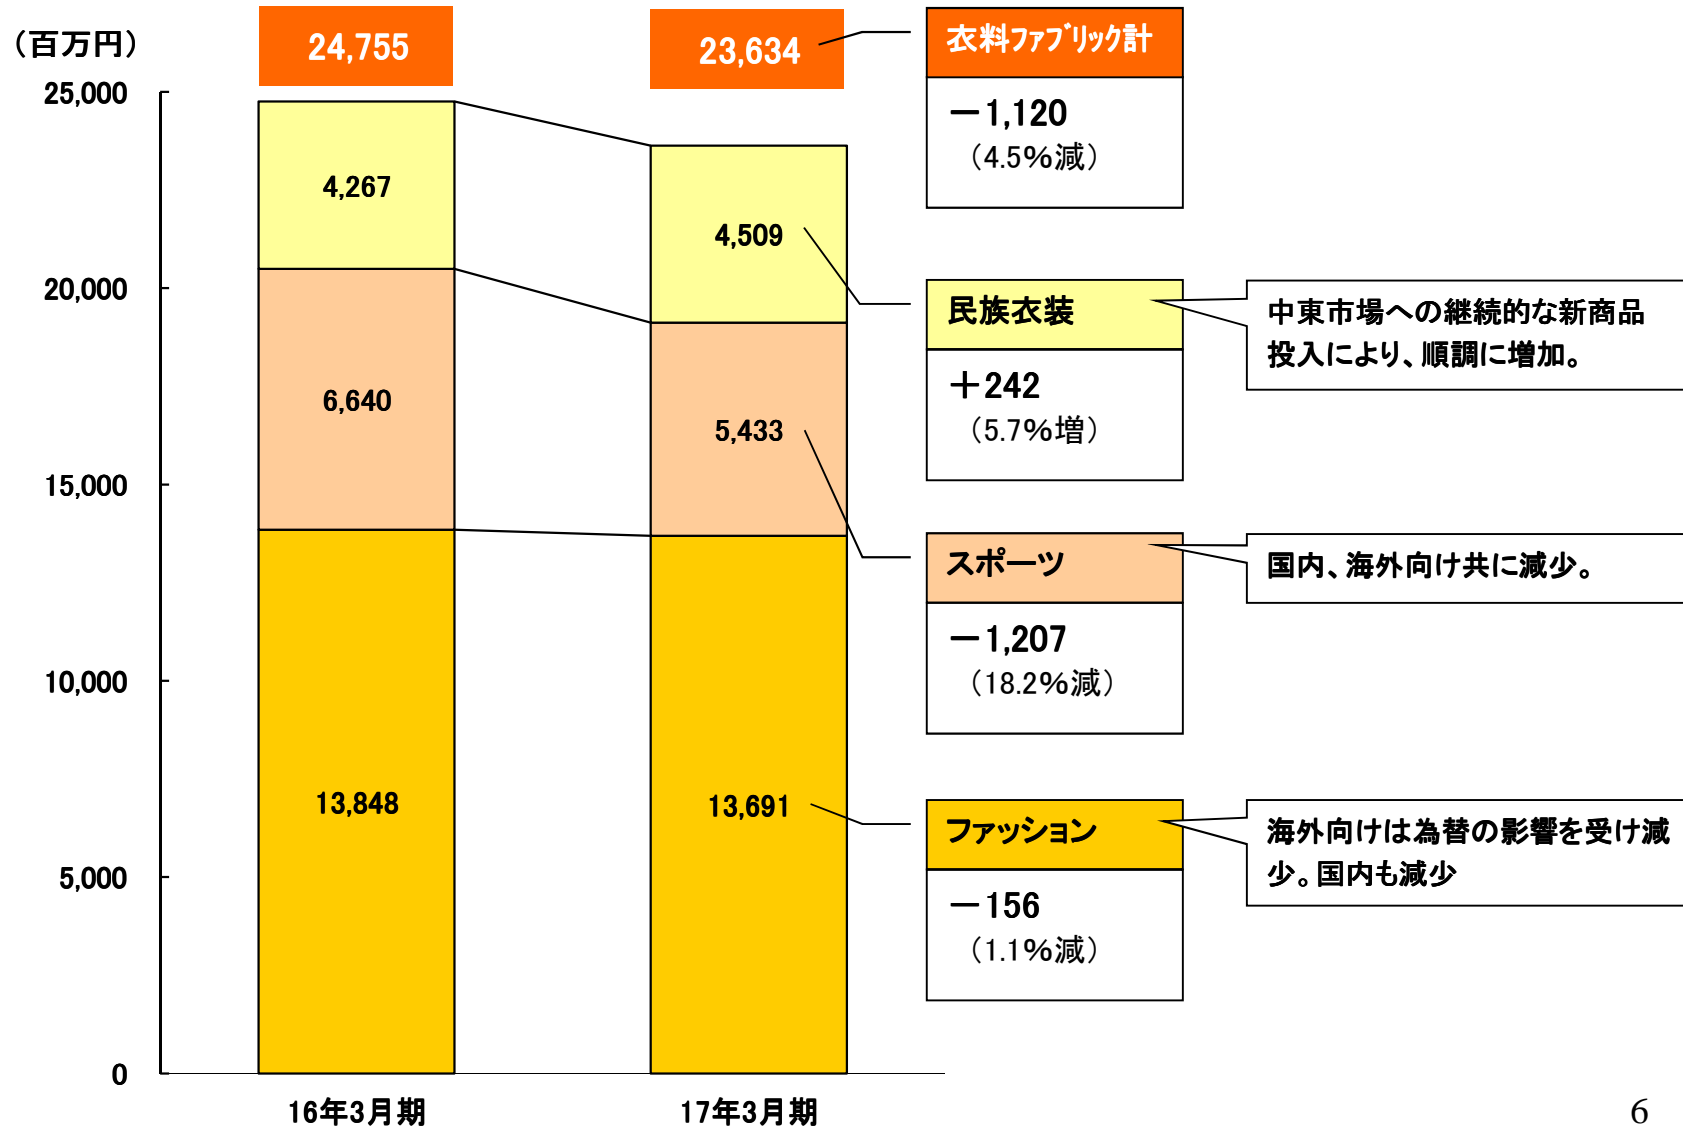 （百万円）
24,755
23,634
衣料ファブリック計
－1,120
（4.5％減）
25,000
20,000
15,000
10,000
5,000
0
4,267
6,640
13,848
4,509
5,433
13,691
民族衣装
＋242
（5.7％増）
中東市場への継続的な新商品
投入により、順調に増加。
スポーツ
－1,207
（18.2％減）
国内、海外向け共に減少。
ファッション
－156
（1.1％減）
海外向けは為替の影響を受け減
少。国内も減少
16年3月期
17年3月期
6